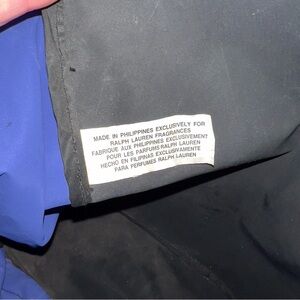 MADE IN PHILIPPINES EXCLUSIVELY FOR
RALPH LAUREN FRAGRANCES
FABRIQUE AUX PHILIPPINES EXCLUSIVEMENT
POUR LES PARFUMS RALPH LAUREN
HECHO EN FILIPINAS EXCLUSIVAMENTE
PARA PERFUMES RALPH LAUREN